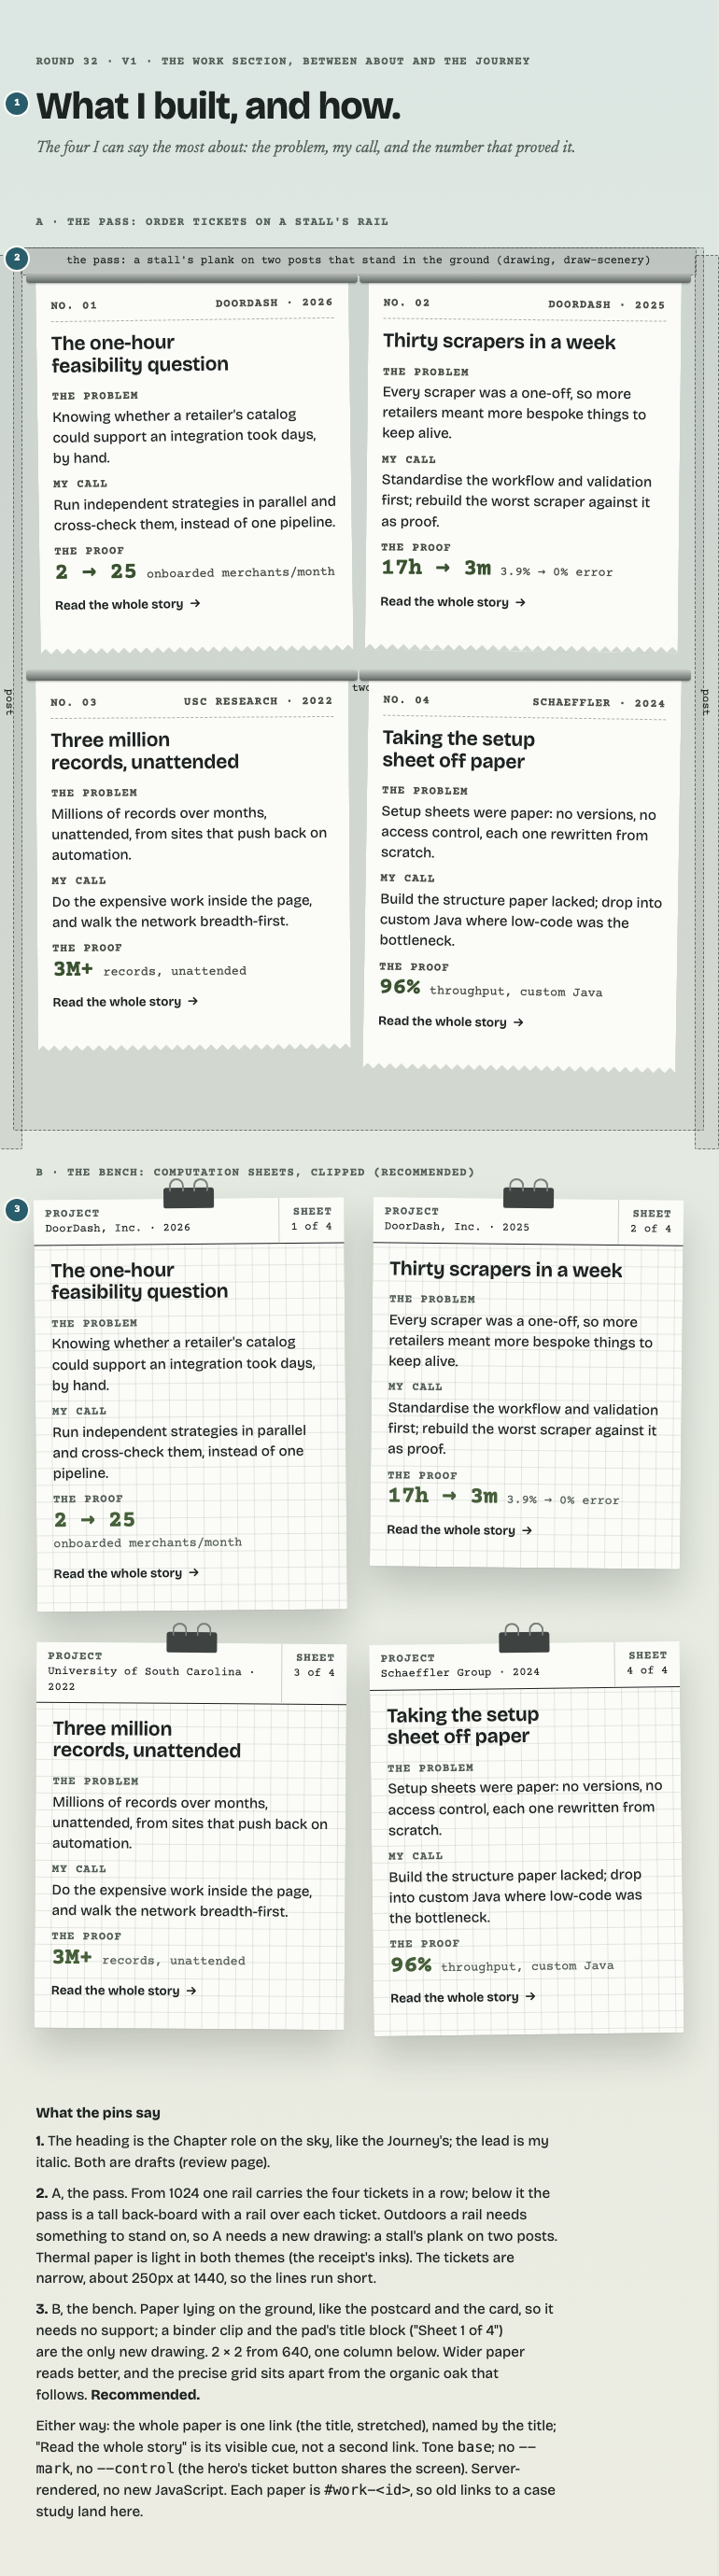 ROUND 32 · V1 · THE WORK SECTION, BETWEEN ABOUT AND THE JOURNEY
1
What I built, and how.
The four I can say the most about: the problem, my call, and the number that proved it.
A · THE PASS: ORDER TICKETS ON A STALL'S RAIL
2
the pass: a stall's plank on two posts that stand in the ground (drawing, draw-scenery)
NO. 01
DOORDASH · 2026
The one-hour
feasibility question
THE PROBLEM
Knowing whether a retailer's catalog
could support an integration took days,
by hand.
MY CALL
Run independent strategies in parallel and
cross-check them, instead of one pipeline.
THE PROOF
2 → 25 onboarded merchants/month
Read the whole story →
NO. 02
DOORDASH · 2025
Thirty scrapers in a week
THE PROBLEM
Every scraper was a one-off, so more
retailers meant more bespoke things to
keep alive.
MY CALL
Standardise the workflow and validation
first; rebuild the worst scraper against it
as proof.
THE PROOF
17h → 3m 3.9% → 0% error
Read the whole story →
post
two
post
NO. 03
USC RESEARCH · 2022
Three million
records, unattended
THE PROBLEM
Millions of records over months,
unattended, from sites that push back on
automation.
MY CALL
Do the expensive work inside the page,
and walk the network breadth-first.
THE PROOF
3M+ records, unattended
Read the whole story →
NO. 04
SCHAEFFLER · 2024
Taking the setup
sheet off paper
THE PROBLEM
Setup sheets were paper: no versions, no
access control, each one rewritten from
scratch.
MY CALL
Build the structure paper lacked; drop into
custom Java where low-code was the
bottleneck.
THE PROOF
96% throughput, custom Java
Read the whole story →
B · THE BENCH: COMPUTATION SHEETS, CLIPPED (RECOMMENDED)
3
PROJECT
DoorDash, Inc. · 2026
SHEET
1 of 4
The one-hour
feasibility question
THE PROBLEM
Knowing whether a retailer's catalog
could support an integration took days,
by hand.
MY CALL
Run independent strategies in parallel
and cross-check them, instead of one
pipeline.
THE PROOF
2 → 25
onboarded merchants/month
Read the whole story →
PROJECT
DoorDash, Inc. · 2025
SHEET
2 of 4
Thirty scrapers in a week
THE PROBLEM
Every scraper was a one-off, so more
retailers meant more bespoke things to
keep alive.
MY CALL
Standardise the workflow and validation
first; rebuild the worst scraper against it
as proof.
THE PROOF
17h → 3m 3.9% → 0% error
Read the whole story →
PROJECT
University of South Carolina ·
2022
SHEET
3 of 4
Three million
records, unattended
THE PROBLEM
Millions of records over months,
unattended, from sites that push back on
automation.
MY CALL
Do the expensive work inside the page,
and walk the network breadth-first.
THE PROOF
3M+ records, unattended
Read the whole story →
PROJECT
Schaeffler Group · 2024
SHEET
4 of 4
Taking the setup
sheet off paper
THE PROBLEM
Setup sheets were paper: no versions, no
access control, each one rewritten from
scratch.
MY CALL
Build the structure paper lacked; drop
into custom Java where low-code was
the bottleneck.
THE PROOF
96% throughput, custom Java
Read the whole story →
What the pins say
1. The heading is the Chapter role on the sky, like the Journey's; the lead is my
italic. Both are drafts (review page).
2. A, the pass. From 1024 one rail carries the four tickets in a row; below it the
pass is a tall back-board with a rail over each ticket. Outdoors a rail needs
something to stand on, so A needs a new drawing: a stall's plank on two posts.
Thermal paper is light in both themes (the receipt's inks). The tickets are
narrow, about 250px at 1440, so the lines run short.
3. B, the bench. Paper lying on the ground, like the postcard and the card, so it
needs no support; a binder clip and the pad's title block ("Sheet 1 of 4")
are the only new drawing. 2 × 2 from 640, one column below. Wider paper
reads better, and the precise grid sits apart from the organic oak that
follows. Recommended.
Either way: the whole paper is one link (the title, stretched), named by the title;
"Read the whole story" is its visible cue, not a second link. Tone base; no --
mark, no --control (the hero's ticket button shares the screen). Server-
rendered, no new JavaScript. Each paper is #work-<id>, so old links to a case
study land here.